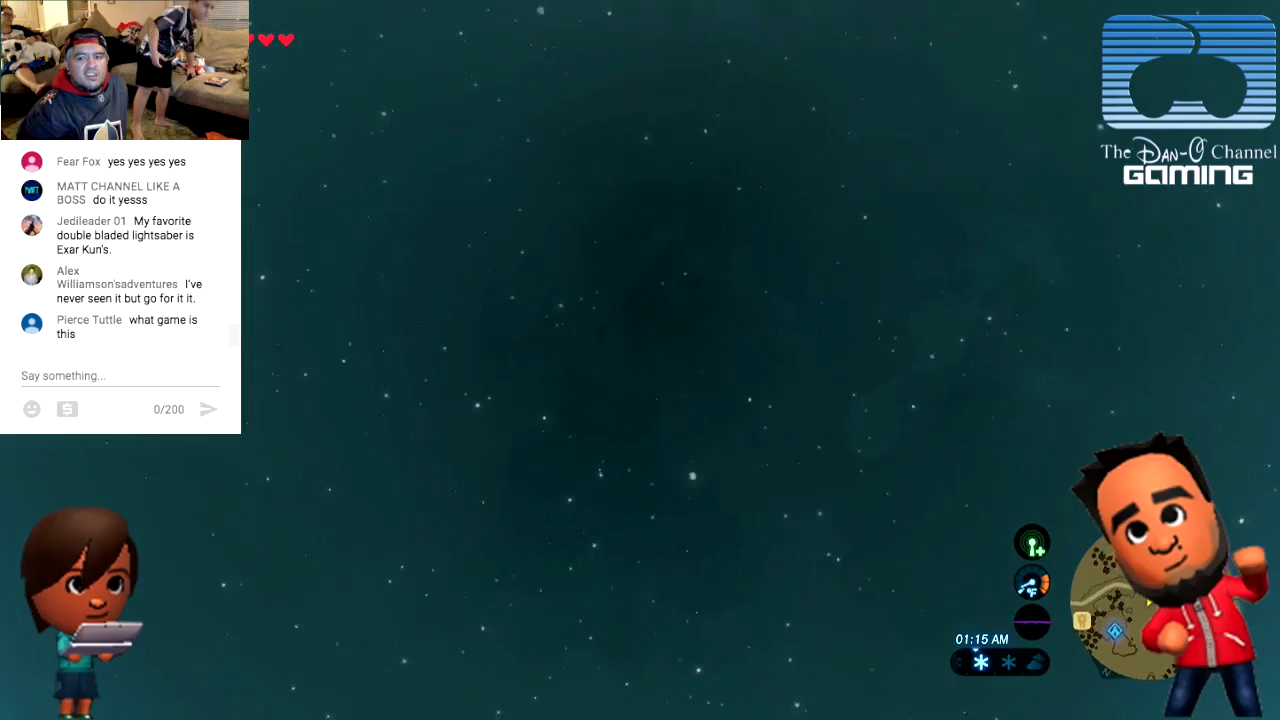 The Dan-O Channel
GAMING
Fear Fox yes yes yes yes
MATT CHANNEL LIKE A
BOSS do it yesss
Jedileader 01 My favorite
double bladed lightsaber is
Exar Kun's.
Alex
Williamson'sadventures I've
never seen it but go for it it.
Pierce Tuttle what game is
this
Say something...
0/200
°F
01:15 AM